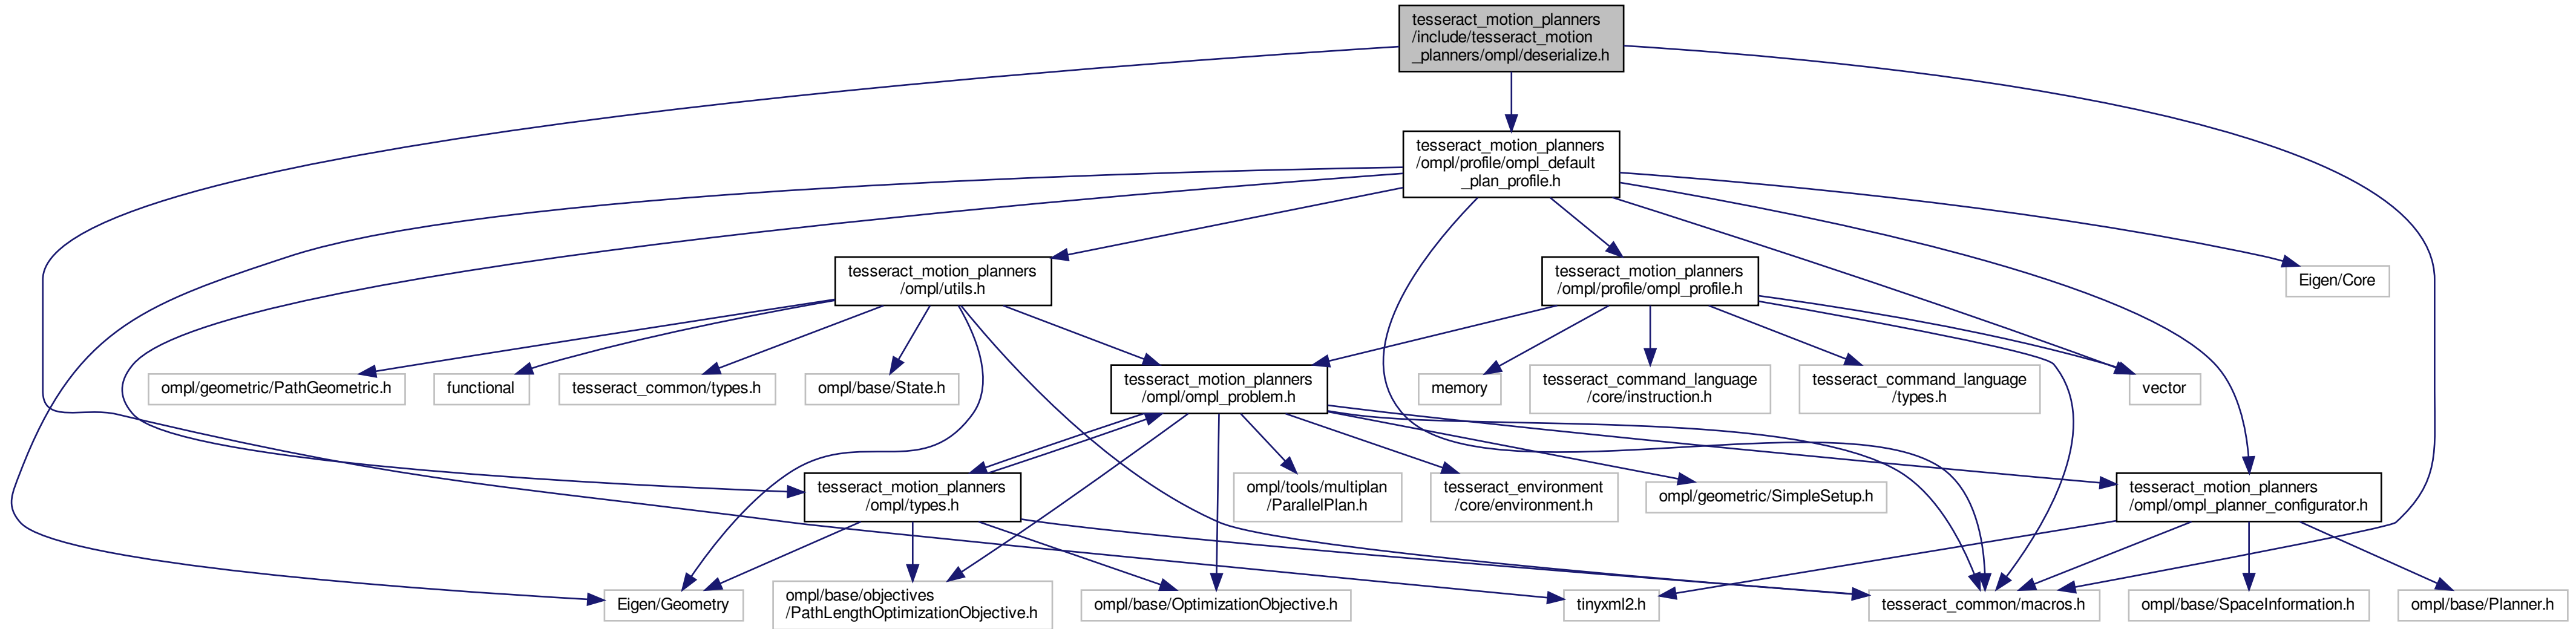 tesseract_motion_planners
/include/tesseract_motion
_planners/ompl/deserialize.h
tesseract_motion_planners
/ompl/profile/ompl_default
_plan_profile.h
tesseract_motion_planners
/ompl/utils.h
tesseract_motion_planners
/ompl/profile/ompl_profile.h
Eigen/Core
ompl/geometric/PathGeometric.h
functional
tesseract_common/types.h
ompl/base/State.h
tesseract_motion_planners
/ompl/ompl_problem.h
memory
tesseract_command_language
/core/instruction.h
tesseract_command_language
/types.h
vector
tesseract_motion_planners
/ompl/types.h
ompl/tools/multiplan
/ParallelPlan.h
tesseract_environment
/core/environment.h
ompl/geometric/SimpleSetup.h
tesseract_motion_planners
/ompl/ompl_planner_configurator.h
Eigen/Geometry
ompl/base/objectives
/PathLengthOptimizationObjective.h
ompl/base/OptimizationObjective.h
tinyxml2.h
tesseract_common/macros.h
ompl/base/SpaceInformation.h
ompl/base/Planner.h